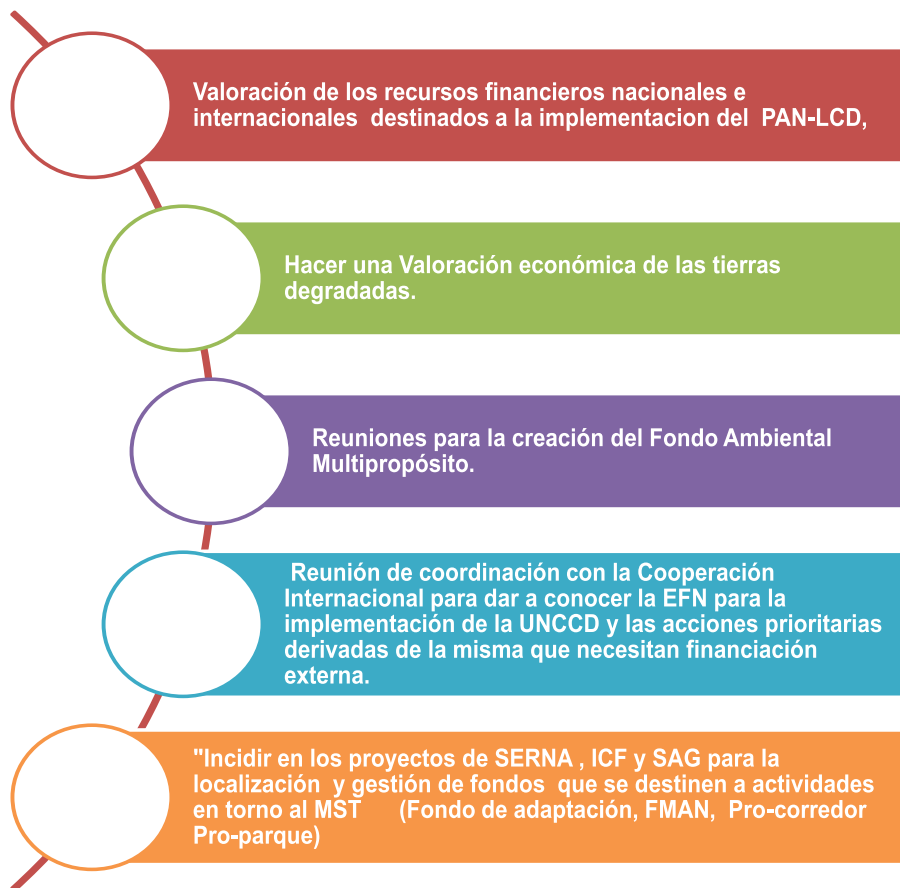 Valoración de los recursos financieros nacionales e
internacionales  destinados a la implementacion del  PAN-LCD,
Hacer una Valoración económica de las tierras
degradadas.
Reuniones para la creación del Fondo Ambiental
Multipropósito.
Reunión de coordinación con la Cooperación
Internacional para dar a conocer la EFN para la
implementación de la UNCCD y las acciones prioritarias
derivadas de la misma que necesitan financiación
externa.
"Incidir en los proyectos de SERNA , ICF y SAG para la
localización  y gestión de fondos  que se destinen a actividades
en torno al MST      (Fondo de adaptación, FMAN,  Pro-corredor
Pro-parque)